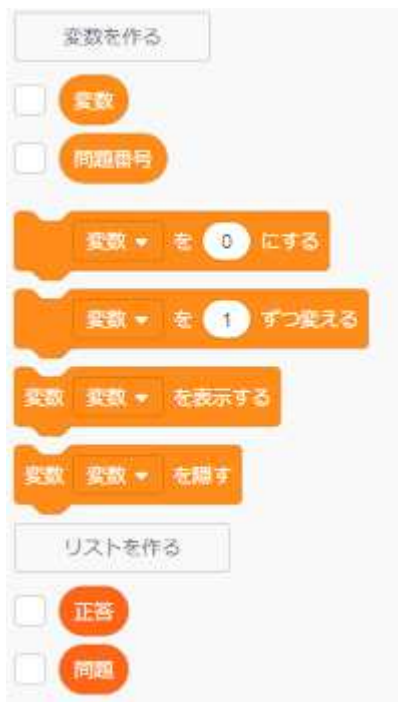 変数を作る
変数
問題番号
変数 を 0 にする
変数 を 1 ずつ変える
変数 変数 を表示する
変数 変数 を隠す
リストを作る
正答
問題